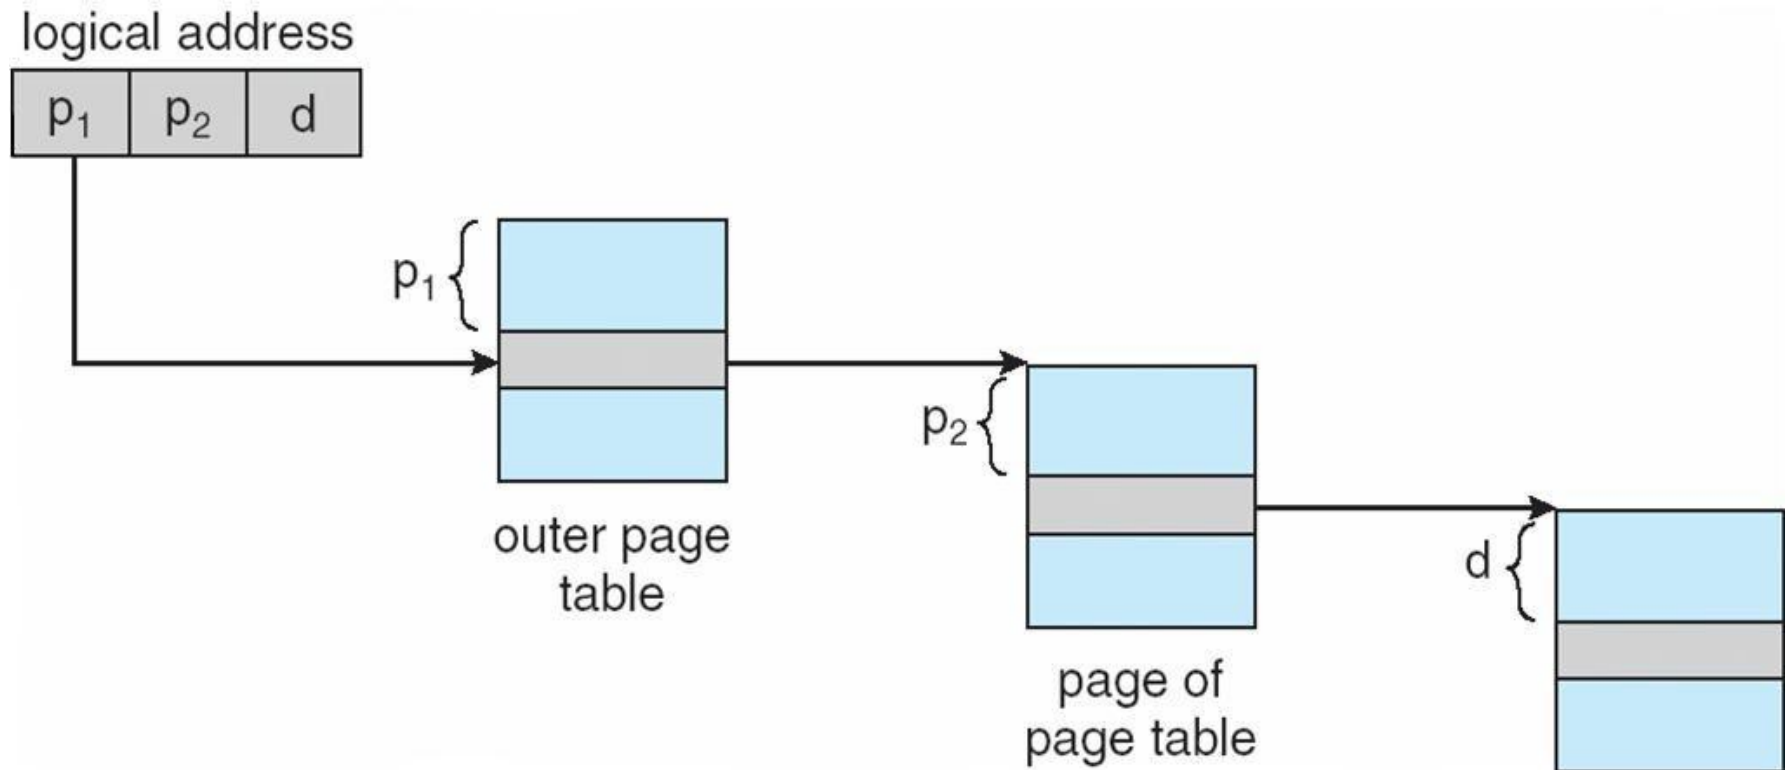 logical address
p₁ p₂ d
p₁
p₂
d
outer page
table
page of
page table